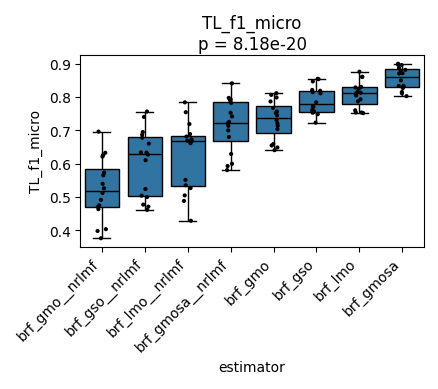 TL_f1_micro
p = 8.18e-20
TL_f1_micro
0.9
0.8
0.7
0.6
0.5
0.4
brf_gmo__nrlmf
brf_gso__nrlmf
brf_lmo__nrlmf
brf_gmosa__nrlmf
brf_gmo
brf_gso
brf_lmo
brf_gmosa
estimator